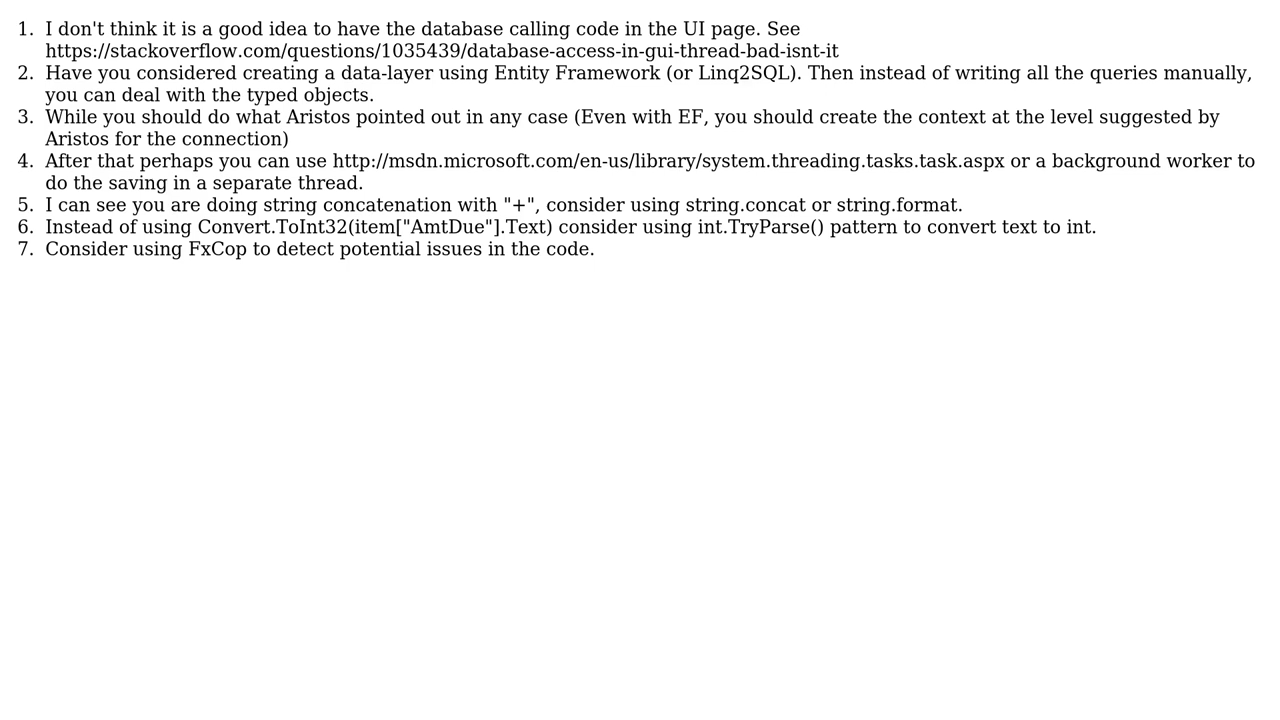 1. I don't think it is a good idea to have the database calling code in the UI page. See
https://stackoverflow.com/questions/1035439/database-access-in-gui-thread-bad-isnt-it
2. Have you considered creating a data-layer using Entity Framework (or Linq2SQL). Then instead of writing all the queries manually,
you can deal with the typed objects.
3. While you should do what Aristos pointed out in any case (Even with EF, you should create the context at the level suggested by
Aristos for the connection)
4. After that perhaps you can use http://msdn.microsoft.com/en-us/library/system.threading.tasks.task.aspx or a background worker to
do the saving in a separate thread.
5. I can see you are doing string concatenation with "+", consider using string.concat or string.format.
6. Instead of using Convert.ToInt32(item["AmtDue"].Text) consider using int.TryParse() pattern to convert text to int.
7. Consider using FxCop to detect potential issues in the code.